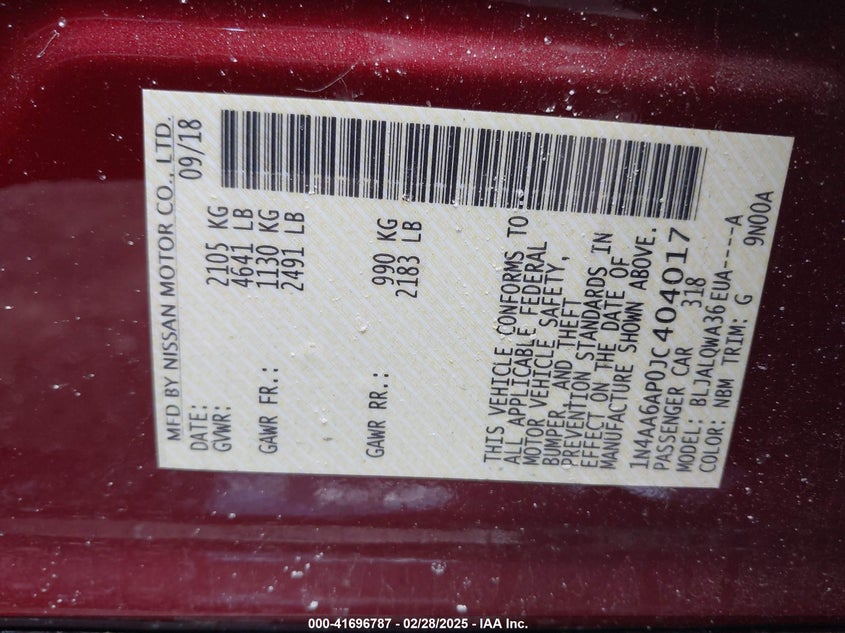 MFD BY NISSAN MOTOR CO., LTD.
DATE: 09/18
GVWR: 2105 KG
4641 LB
GAWR FR.: 1130 KG
2491 LB
GAWR RR.: 990 KG
2183 LB
THIS VEHICLE CONFORMS TO
ALL APPLICABLE FEDERAL
MOTOR VEHICLE SAFETY,
BUMPER, AND THEFT
PREVENTION STANDARDS IN
EFFECT ON THE DATE OF
MANUFACTURE SHOWN ABOVE.
1N4AA6AP0JC404017
PASSENGER CAR 318
MODEL: BLJALQWA36EUA----A
COLOR: NBM TRIM: G 9N00A
000-41696787 - 02/28/2025 - IAA Inc.